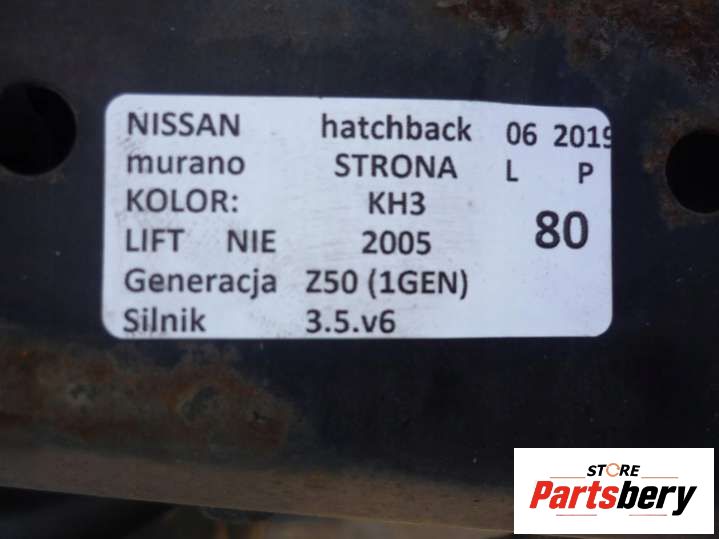 NISSAN hatchback 06 2019
murano STRONA L P
KOLOR: KH3
80
LIFT NIE 2005
Generacja Z50 (1GEN)
Silnik 3.5.v6
STORE
Partsbery